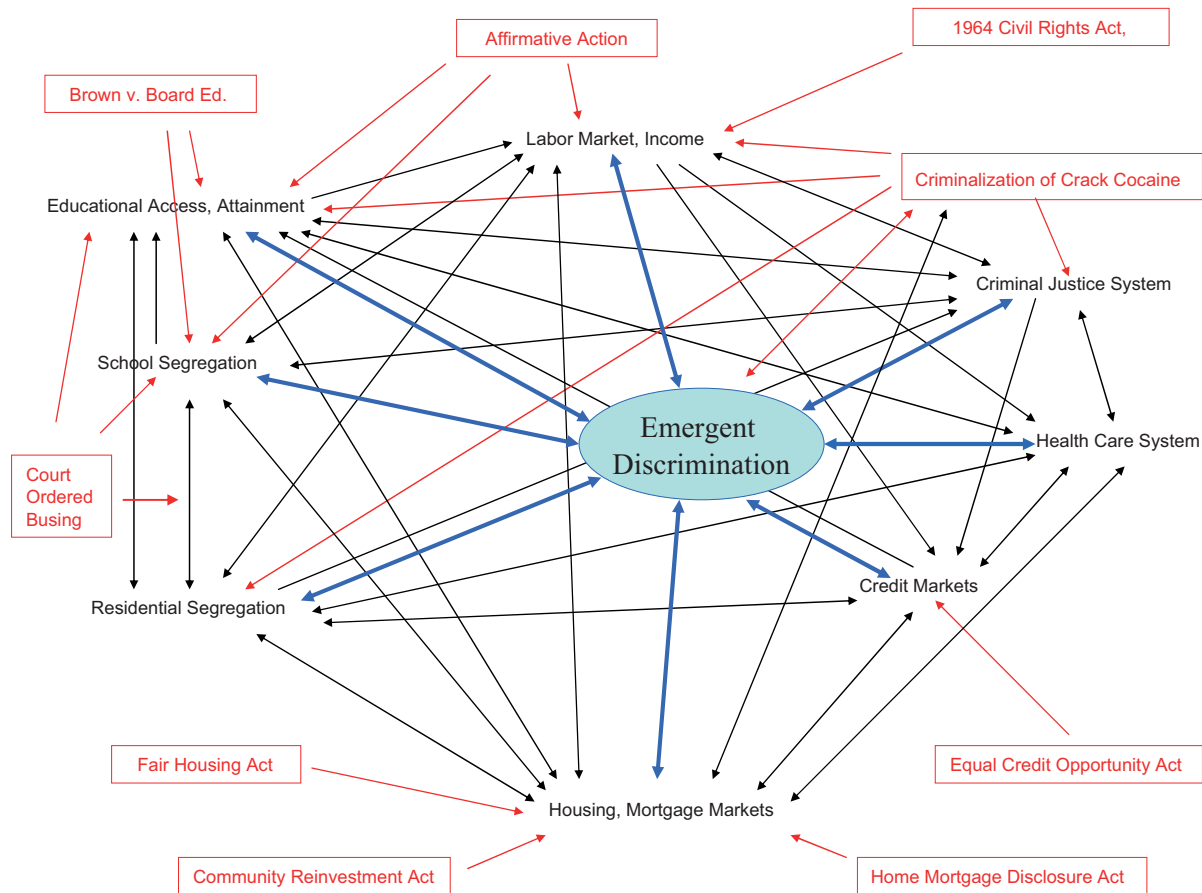 Affirmative Action
1964 Civil Rights Act,
Brown v. Board Ed.
Labor Market, Income
Criminalization of Crack Cocaine
Educational Access, Attainment
Criminal Justice System
School Segregation
Emergent
Discrimination
Health Care System
Court
Ordered
Busing
Credit Markets
Residential Segregation
Fair Housing Act
Equal Credit Opportunity Act
Housing, Mortgage Markets
Community Reinvestment Act
Home Mortgage Disclosure Act